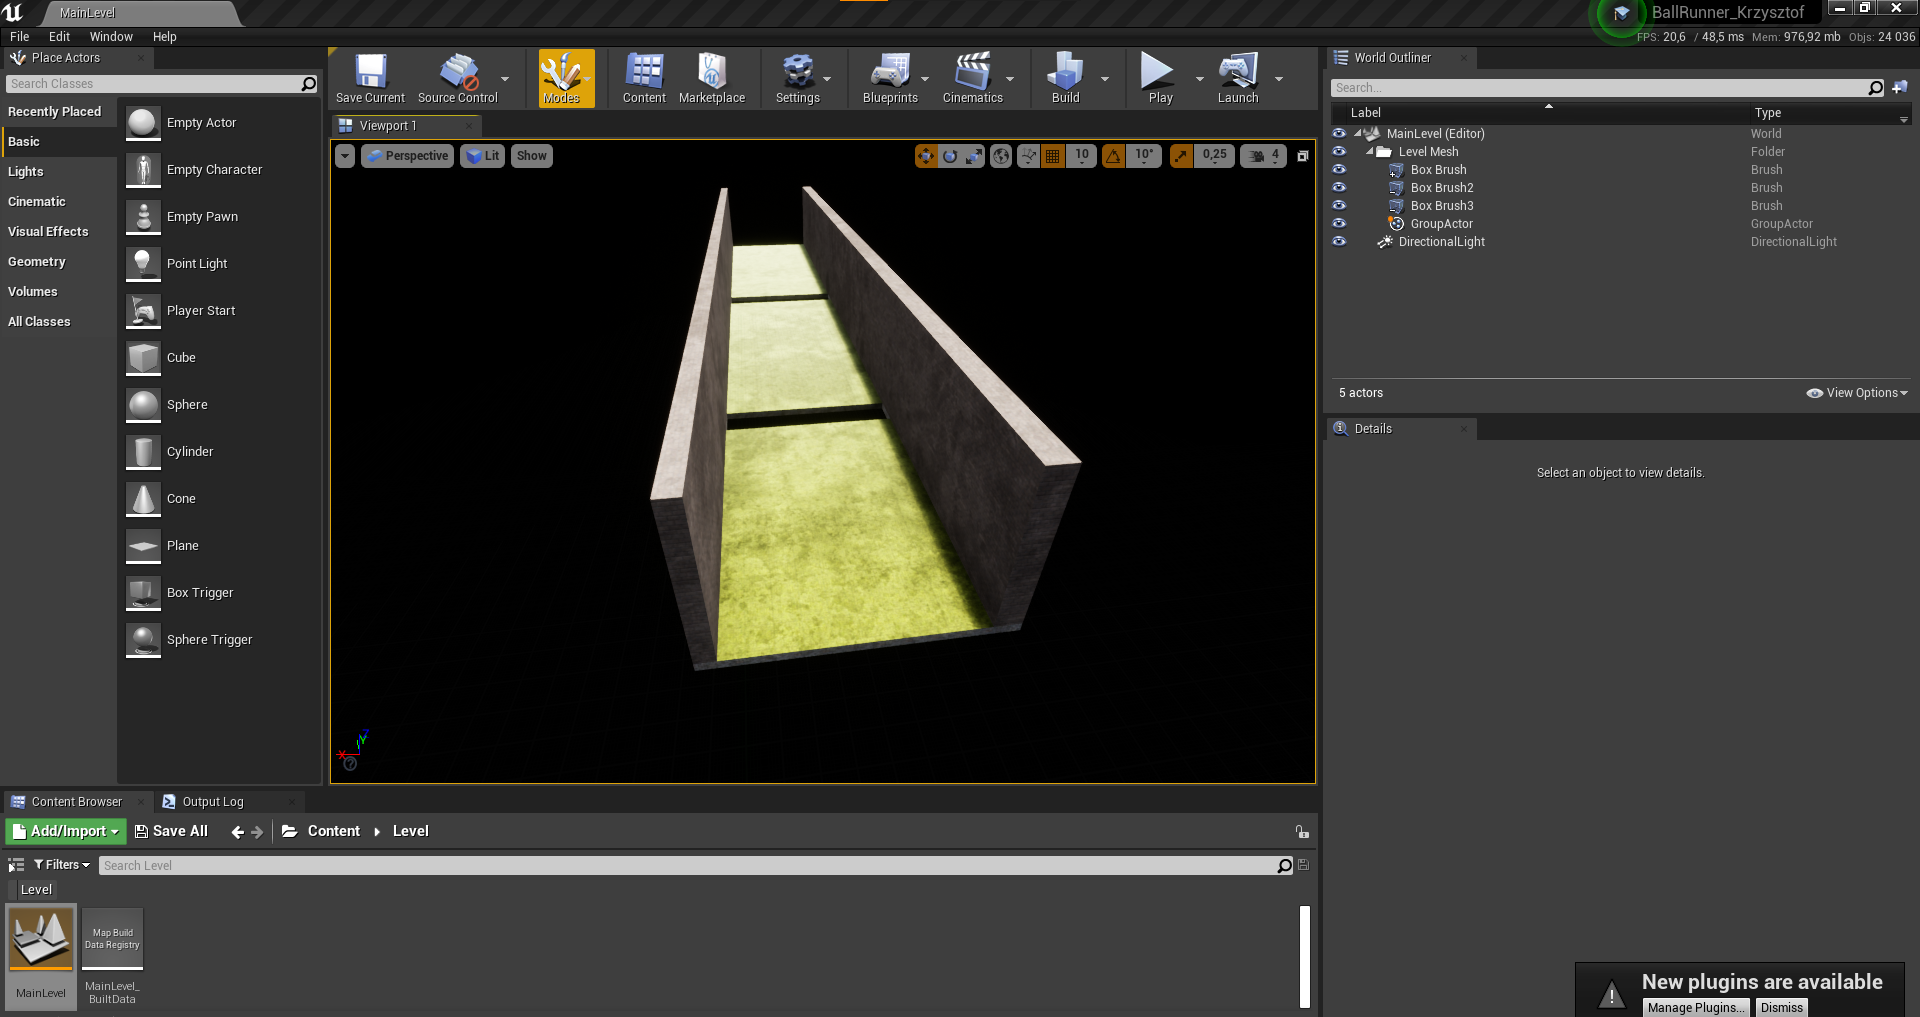 MainLevel
BallRunner_Krzysztof
File Edit Window Help
FPS: 20,6 / 48,5 ms Mem: 976,92 mb Objs: 24 036
Place Actors
Search Classes
Recently Placed
Basic
Lights
Cinematic
Visual Effects
Geometry
Volumes
All Classes
Empty Actor
Empty Character
Empty Pawn
Point Light
Player Start
Cube
Sphere
Cylinder
Cone
Plane
Box Trigger
Sphere Trigger
Save Current Source Control Modes Content Marketplace Settings Blueprints Cinematics Build Play Launch
Viewport 1
Perspective Lit Show 10 10° 0,25 4
X Y
World Outliner
Search...
Label Type
MainLevel (Editor) World
Level Mesh Folder
Box Brush Brush
Box Brush2 Brush
Box Brush3 Brush
GroupActor GroupActor
DirectionalLight DirectionalLight
5 actors View Options
Details
Select an object to view details.
Content Browser Output Log
Add/Import Save All Content Level
Filters Search Level
Level
Map Build
Data Registry
MainLevel
MainLevel_
BuiltData
New plugins are available
Manage Plugins... Dismiss